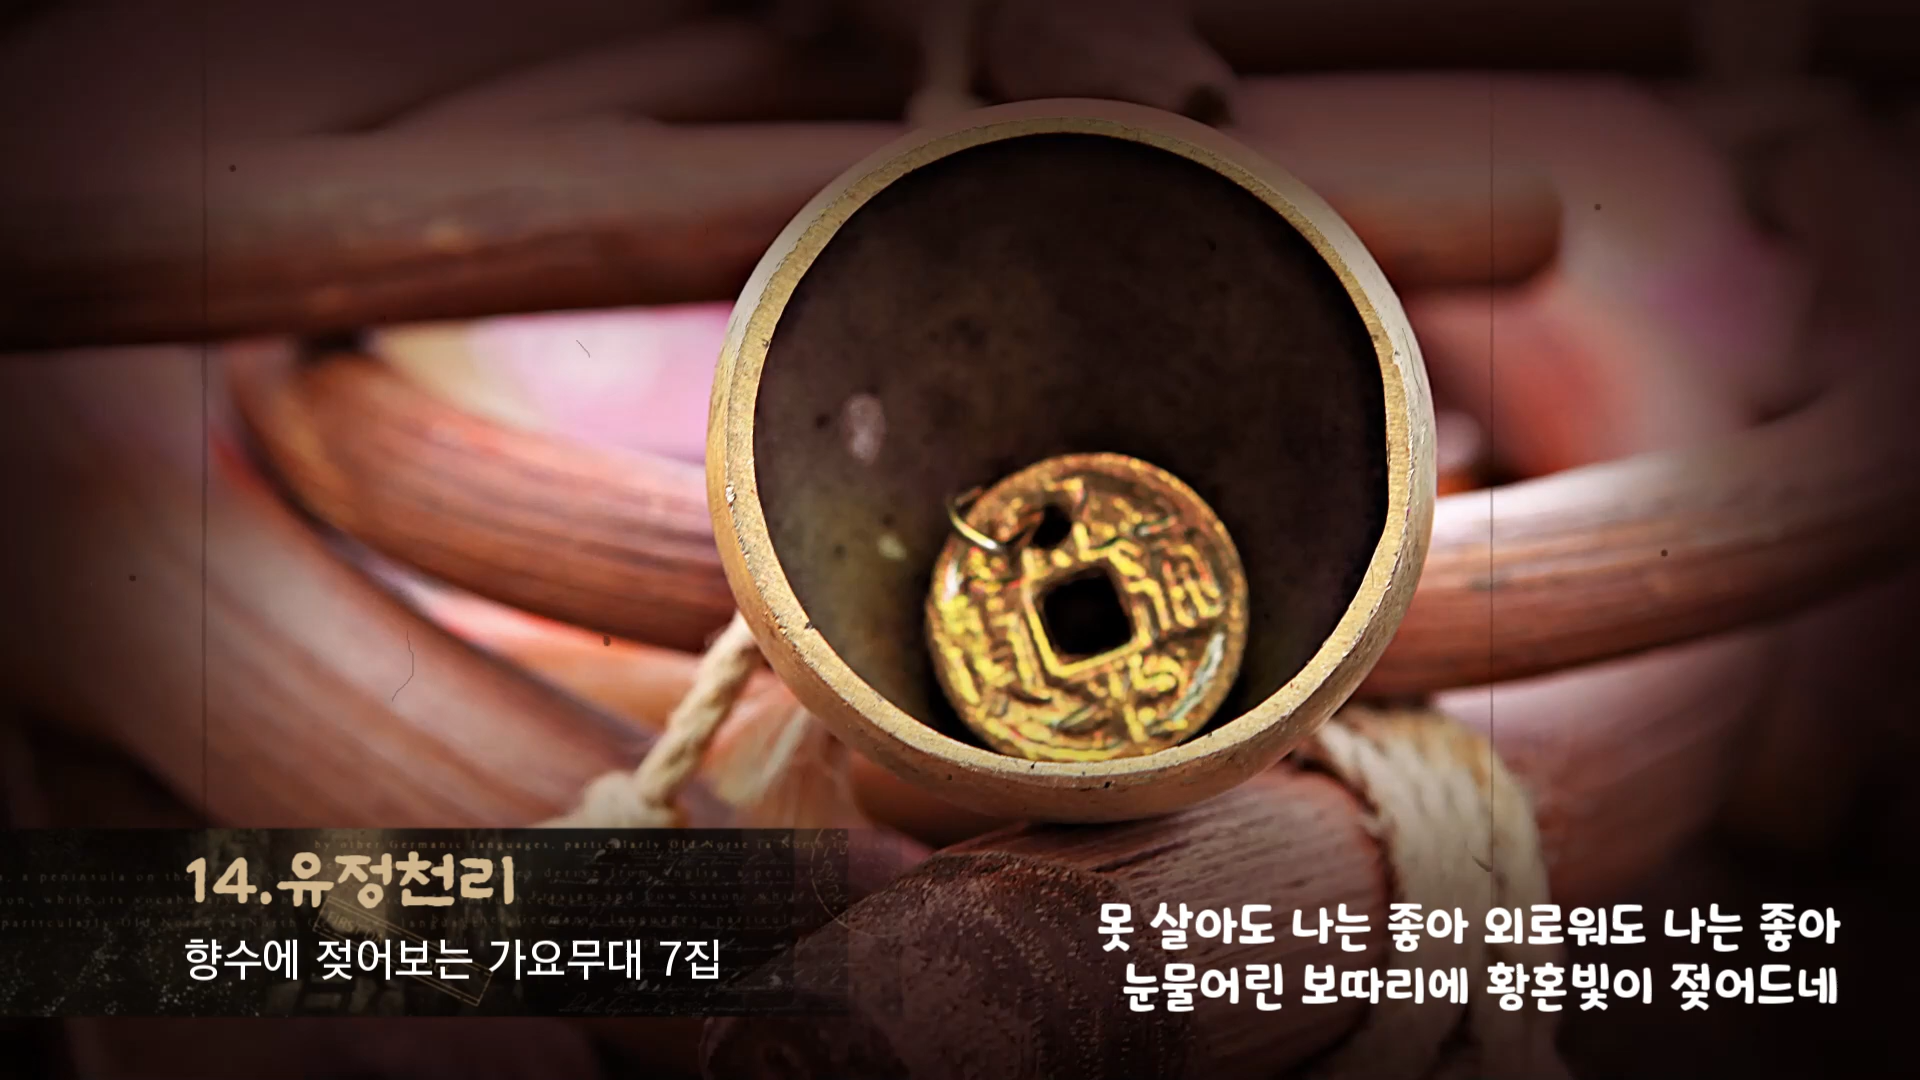 14.유정천리
향수에 젖어보는 가요무대 7집
못 살아도 나는 좋아 외로워도 나는 좋아
눈물어린 보따리에 황혼빛이 젖어드네